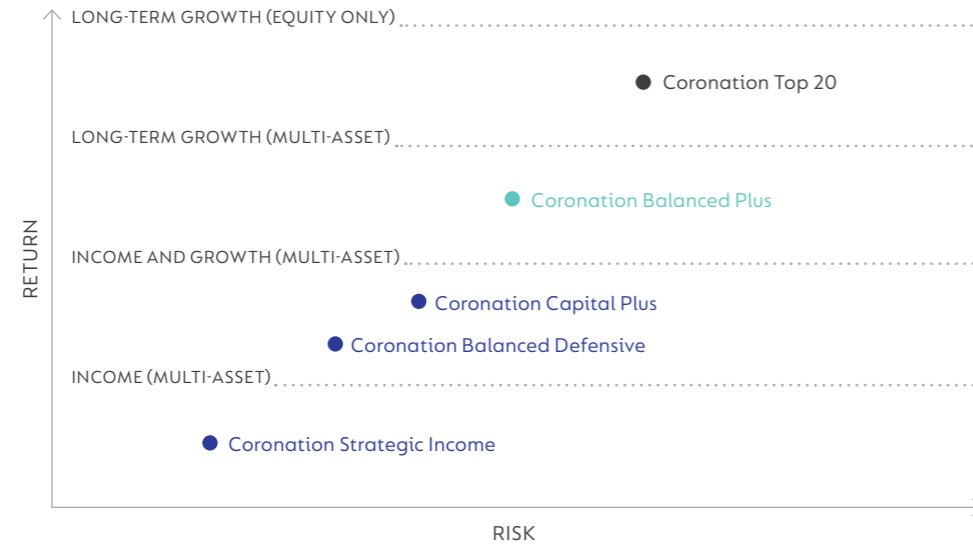 LONG-TERM GROWTH (EQUITY ONLY)
Coronation Top 20
LONG-TERM GROWTH (MULTI-ASSET)
Coronation Balanced Plus
RETURN
INCOME AND GROWTH (MULTI-ASSET)
Coronation Capital Plus
Coronation Balanced Defensive
INCOME (MULTI-ASSET)
Coronation Strategic Income
RISK